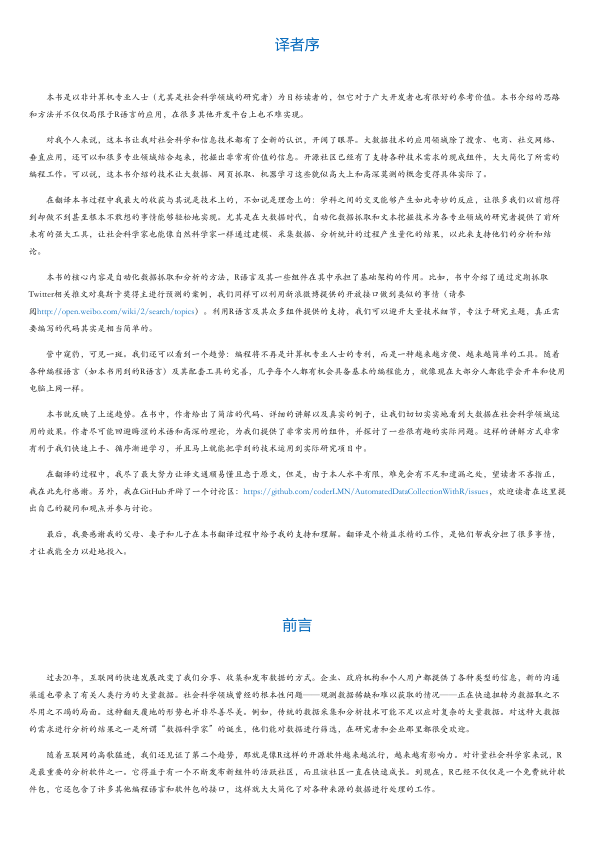 译者序
本书是以非计算机专业人士（尤其是社会科学领域的研究者）为目标读者的，但它对于广大开发者也有很好的参考价值。本书介绍的思路
和方法并不仅仅局限于R语言的应用，在很多其他开发平台上也不难实现。
对我个人来说，这本书让我对社会科学和信息技术都有了全新的认识，开阔了眼界。大数据技术的应用领域除了搜索、电商、社交网络、
垂直应用，还可以和很多专业领域结合起来，挖掘出非常有价值的信息。开源社区已经有了支持各种技术需求的现成组件，大大简化了所需的
编程工作。可以说，这本书介绍的技术让大数据、网页抓取、机器学习这些貌似高大上和高深莫测的概念变得具体实际了。
在翻译本书过程中我最大的收获与其说是技术上的，不如说是理念上的：学科之间的交叉能够产生如此奇妙的反应，让很多我们以前想得
到却做不到甚至根本不敢想的事情能够轻松地实现。尤其是在大数据时代，自动化数据抓取和文本挖掘技术为各专业领域的研究者提供了前所
未有的强大工具，让社会科学家也能像自然科学家一样通过建模、采集数据、分析统计的过程产生量化的结果，以此来支持他们的分析和结
论。
本书的核心内容是自动化数据抓取和分析的方法，R语言及其一些组件在其中承担了基础架构的作用。比如，书中介绍了通过定期抓取
Twitter相关推文对奥斯卡奖得主进行预测的案例，我们同样可以利用新浪微博提供的开放接口做到类似的事情（请参
阅http://open.weibo.com/wiki/2/search/topics）。利用R语言及其众多组件提供的支持，我们可以避开大量技术细节，专注于研究主题，真正需
要编写的代码其实是相当简单的。
管中窥豹，可见一斑。我们还可以看到一个趋势：编程将不再是计算机专业人士的专利，而是一种越来越方便、越来越简单的工具。随着
各种编程语言（如本书用到的R语言）及其配套工具的完善，几乎每个人都有机会具备基本的编程能力，就像现在大部分人都能学会开车和使用
电脑上网一样。
本书就反映了上述趋势。在书中，作者给出了简洁的代码、详细的讲解以及真实的例子，让我们切切实实地看到大数据在社会科学领域运
用的效果。作者尽可能回避晦涩的术语和高深的理论，为我们提供了非常实用的组件，并探讨了一些很有趣的实际问题。这样的讲解方式非常
有利于我们快速上手、循序渐进学习，并且马上就能把学到的技术运用到实际研究项目中。
在翻译的过程中，我尽了最大努力让译文通顺易懂且忠于原文，但是，由于本人水平有限，难免会有不足和遗漏之处，望读者不吝指正，
我在此先行感谢。另外，我在GitHub开辟了一个讨论区：https://github.com/coderLMN/AutomatedDataCollectionWithR/issues，欢迎读者在这里提
出自己的疑问和观点并参与讨论。
最后，我要感谢我的父母、妻子和儿子在本书翻译过程中给予我的支持和理解。翻译是个精益求精的工作，是他们帮我分担了很多事情，
才让我能全力以赴地投入。
前言
过去20年，互联网的快速发展改变了我们分享、收集和发布数据的方式。企业、政府机构和个人用户都提供了各种类型的信息，新的沟通
渠道也带来了有关人类行为的大量数据。社会科学领域曾经的根本性问题——观测数据稀缺和难以获取的情况——正在快速扭转为数据取之不
尽用之不竭的局面。这种翻天覆地的形势也并非尽善尽美。例如，传统的数据采集和分析技术可能不足以应对复杂的大量数据。对这种大数据
的需求进行分析的结果之一是所谓“数据科学家”的诞生，他们能对数据进行筛选，在研究者和企业那里都很受欢迎。
随着互联网的高歌猛进，我们还见证了第二个趋势，那就是像R这样的开源软件越来越流行，越来越有影响力。对计量社会科学家来说，R
是最重要的分析软件之一。它得益于有一个不断发布新组件的活跃社区，而且该社区一直在快速成长。到现在，R已经不仅仅是一个免费统计软
件包，它还包含了许多其他编程语言和软件包的接口，这样就大大简化了对各种来源的数据进行处理的工作。